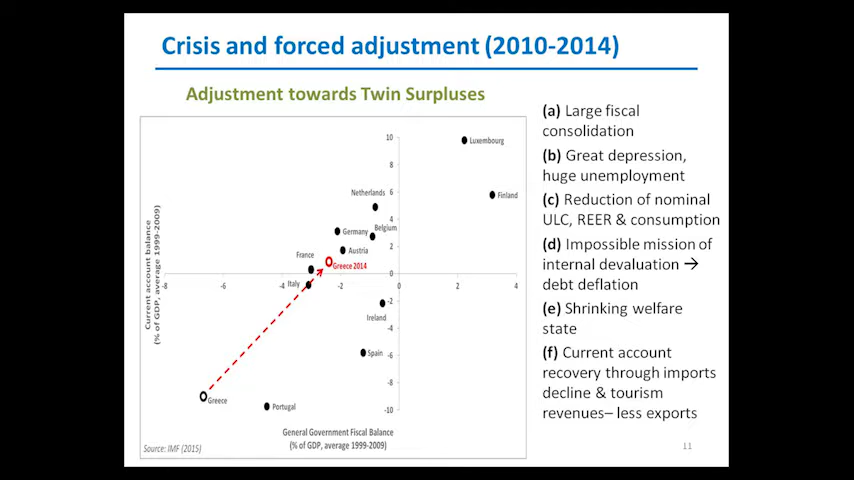 Crisis and forced adjustment (2010-2014)
Adjustment towards Twin Surpluses
10
8
6
4
2
0
-2
-4
-6
-8
-10
-8
-6
-4
-2
0
2
4
Luxembourg
Finland
Netherlands
Belgium
Germany
Austria
France
Greece 2014
Italy
Ireland
Spain
Greece
Portugal
Current account balance
(% of GDP, average 1999-2009)
General Government Fiscal Balance
(% of GDP, average 1999-2009)
Source: IMF (2015)
(a) Large fiscal
consolidation
(b) Great depression,
huge unemployment
(c) Reduction of nominal
ULC, REER & consumption
(d) Impossible mission of
internal devaluation →
debt deflation
(e) Shrinking welfare
state
(f) Current account
recovery through imports
decline & tourism
revenues– less exports
11